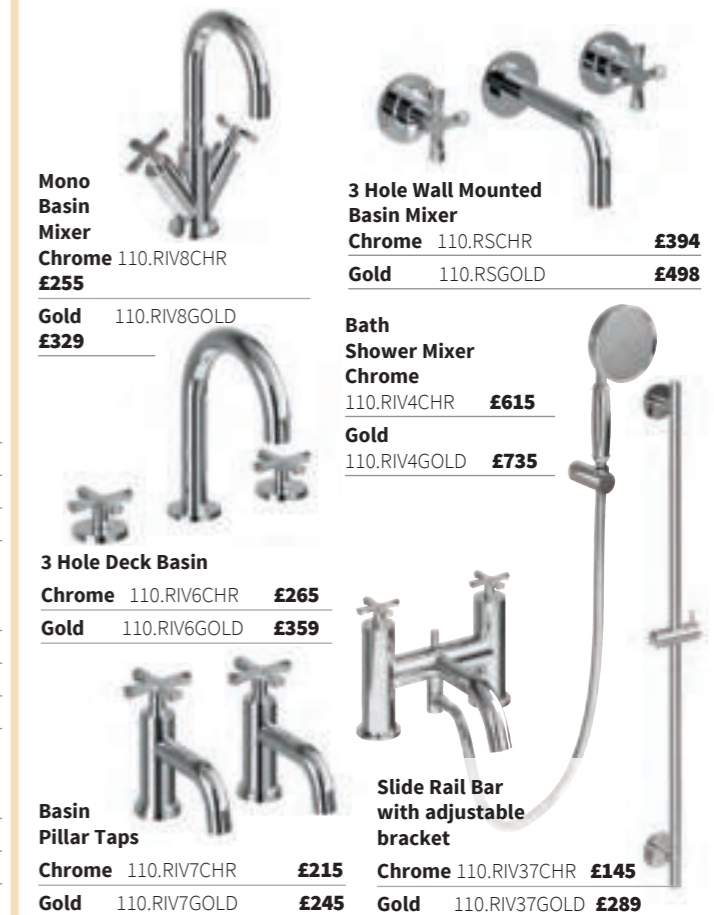 Mono
Basin
Mixer
Chrome 110.RIV8CHR
£255
Gold 110.RIV8GOLD
£329
3 Hole Wall Mounted
Basin Mixer
Chrome 110.RSCHR £394
Gold 110.RSGOLD £498
Bath
Shower Mixer
Chrome
110.RIV4CHR £615
Gold
110.RIV4GOLD £735
3 Hole Deck Basin
Chrome 110.RIV6CHR £265
Gold 110.RIV6GOLD £359
Basin
Pillar Taps
Chrome 110.RIV7CHR £215
Gold 110.RIV7GOLD £245
Slide Rail Bar
with adjustable
bracket
Chrome 110.RIV37CHR £145
Gold 110.RIV37GOLD £289